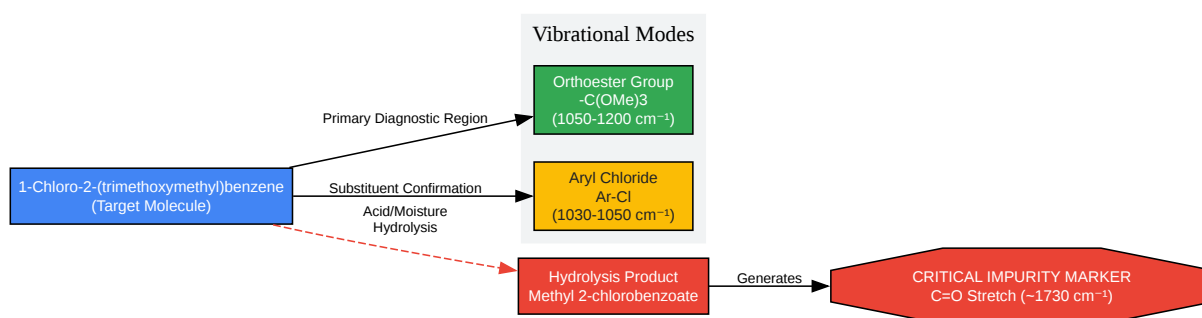 Vibrational Modes
Orthoester Group
-C(OMe)3
(1050-1200 cm⁻¹)
Primary Diagnostic Region
1-Chloro-2-(trimethoxymethyl)benzene
(Target Molecule)
Substituent Confirmation
Aryl Chloride
Ar-Cl
(1030-1050 cm⁻¹)
Acid/Moisture
Hydrolysis
Hydrolysis Product
Methyl 2-chlorobenzoate
Generates
CRITICAL IMPURITY MARKER
C=O Stretch (~1730 cm⁻¹)